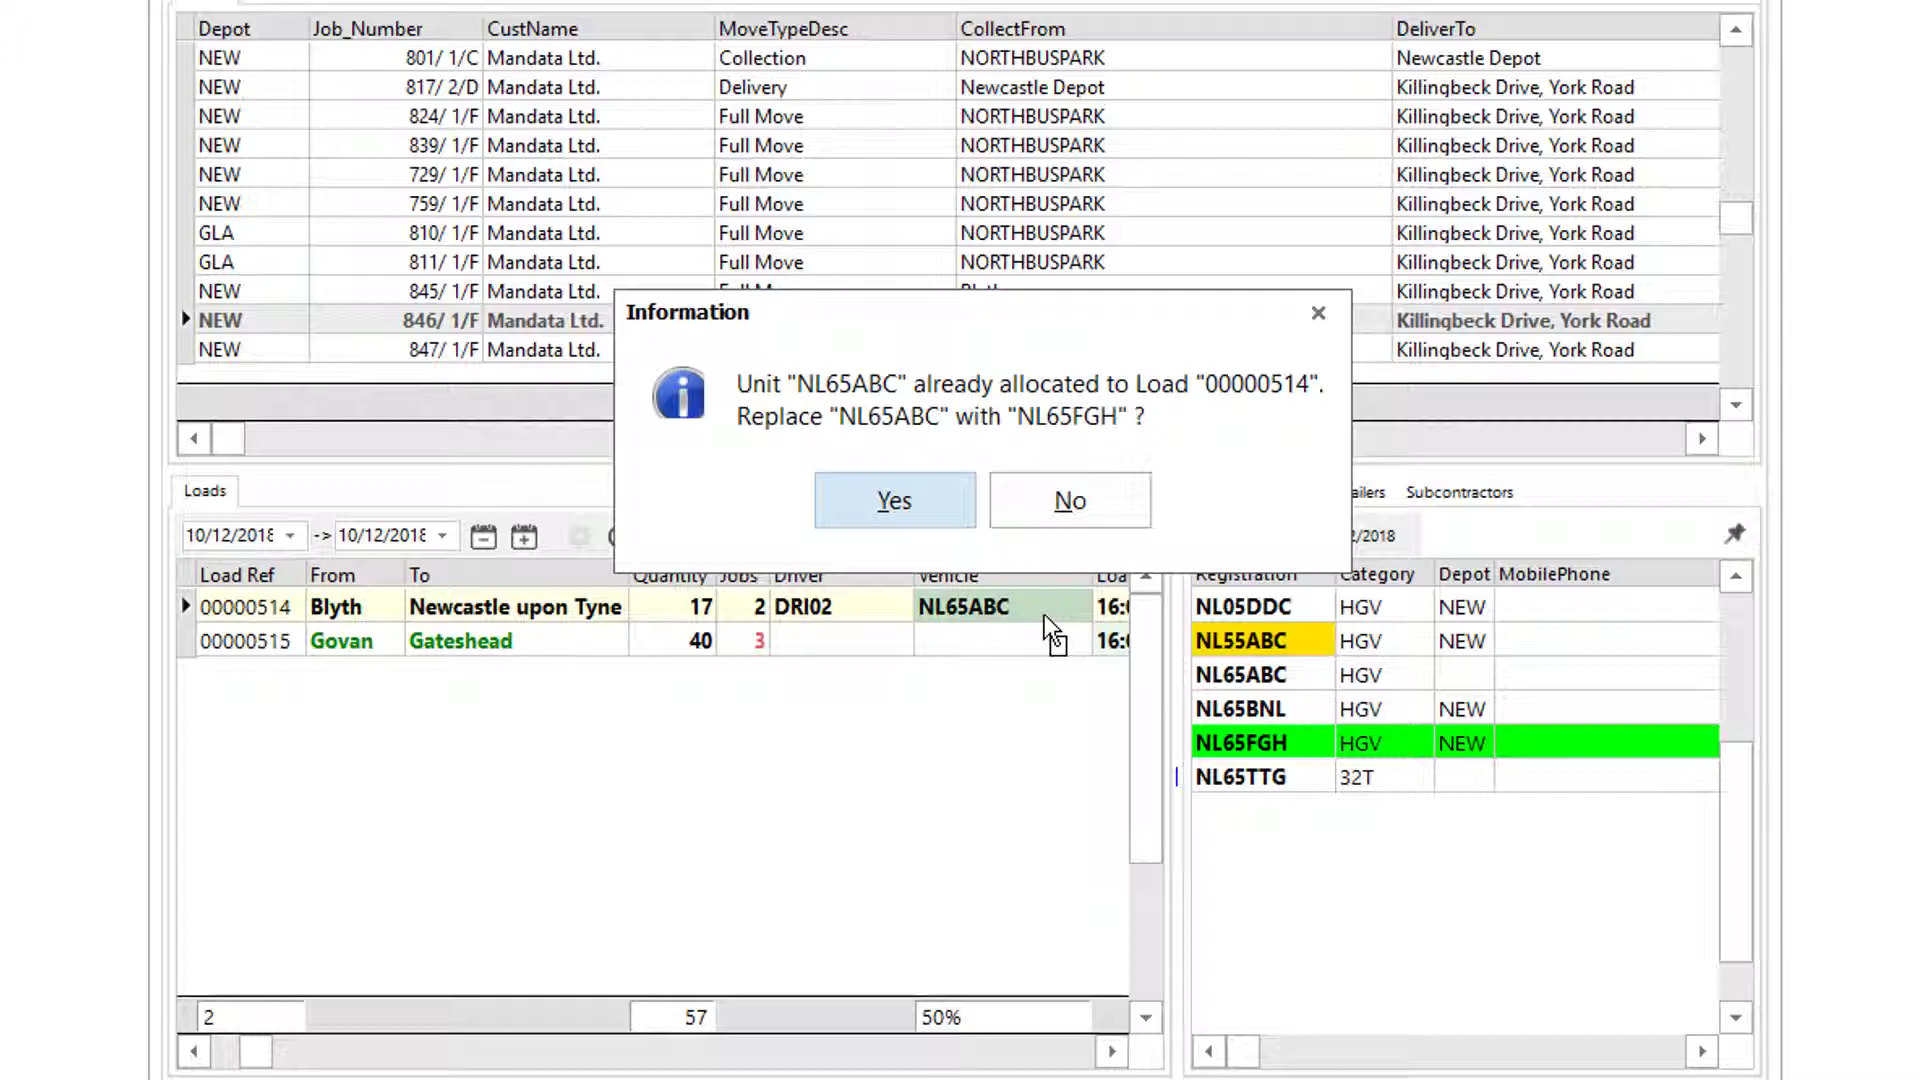 Depot Job_Number CustName MoveTypeDesc CollectFrom DeliverTo
NEW 801/ 1/C Mandata Ltd. Collection NORTHBUSPARK Newcastle Depot
NEW 817/ 2/D Mandata Ltd. Delivery Newcastle Depot Killingbeck Drive, York Road
NEW 824/ 1/F Mandata Ltd. Full Move NORTHBUSPARK Killingbeck Drive, York Road
NEW 839/ 1/F Mandata Ltd. Full Move NORTHBUSPARK Killingbeck Drive, York Road
NEW 729/ 1/F Mandata Ltd. Full Move NORTHBUSPARK Killingbeck Drive, York Road
NEW 759/ 1/F Mandata Ltd. Full Move NORTHBUSPARK Killingbeck Drive, York Road
GLA 810/ 1/F Mandata Ltd. Full Move NORTHBUSPARK Killingbeck Drive, York Road
GLA 811/ 1/F Mandata Ltd. Full Move NORTHBUSPARK Killingbeck Drive, York Road
NEW 845/ 1/F Mandata Ltd. Killingbeck Drive, York Road
NEW 846/ 1/F Mandata Ltd. Killingbeck Drive, York Road
NEW 847/ 1/F Mandata Ltd. Killingbeck Drive, York Road
Information
Unit "NL65ABC" already allocated to Load "00000514".
Replace "NL65ABC" with "NL65FGH" ?
Yes No
Loads
10/12/2018 -> 10/12/2018
Load Ref From To Quantity Jobs Driver Vehicle
00000514 Blyth Newcastle upon Tyne 17 2 DRI02 NL65ABC
00000515 Govan Gateshead 40 3
2 57 50%
Subcontractors
/2018
Registration Category Depot MobilePhone
NL05DDC HGV NEW
NL55ABC HGV NEW
NL65ABC HGV
NL65BNL HGV NEW
NL65FGH HGV NEW
NL65TTG 32T